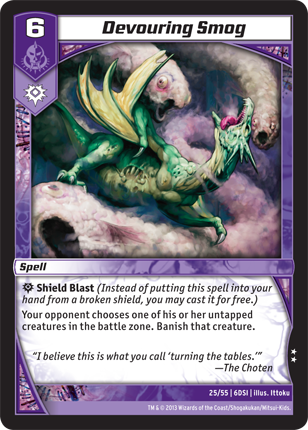 6
Devouring Smog
Spell
Shield Blast (Instead of putting this spell into your
hand from a broken shield, you may cast it for free.)
Your opponent chooses one of his or her untapped
creatures in the battle zone. Banish that creature.
“I believe this is what you call ‘turning the tables.’”
—The Choten
25/55 | 6DSI | illus. Ittoku
TM & © 2013 Wizards of the Coast/Shogakukan/Mitsui-Kids.